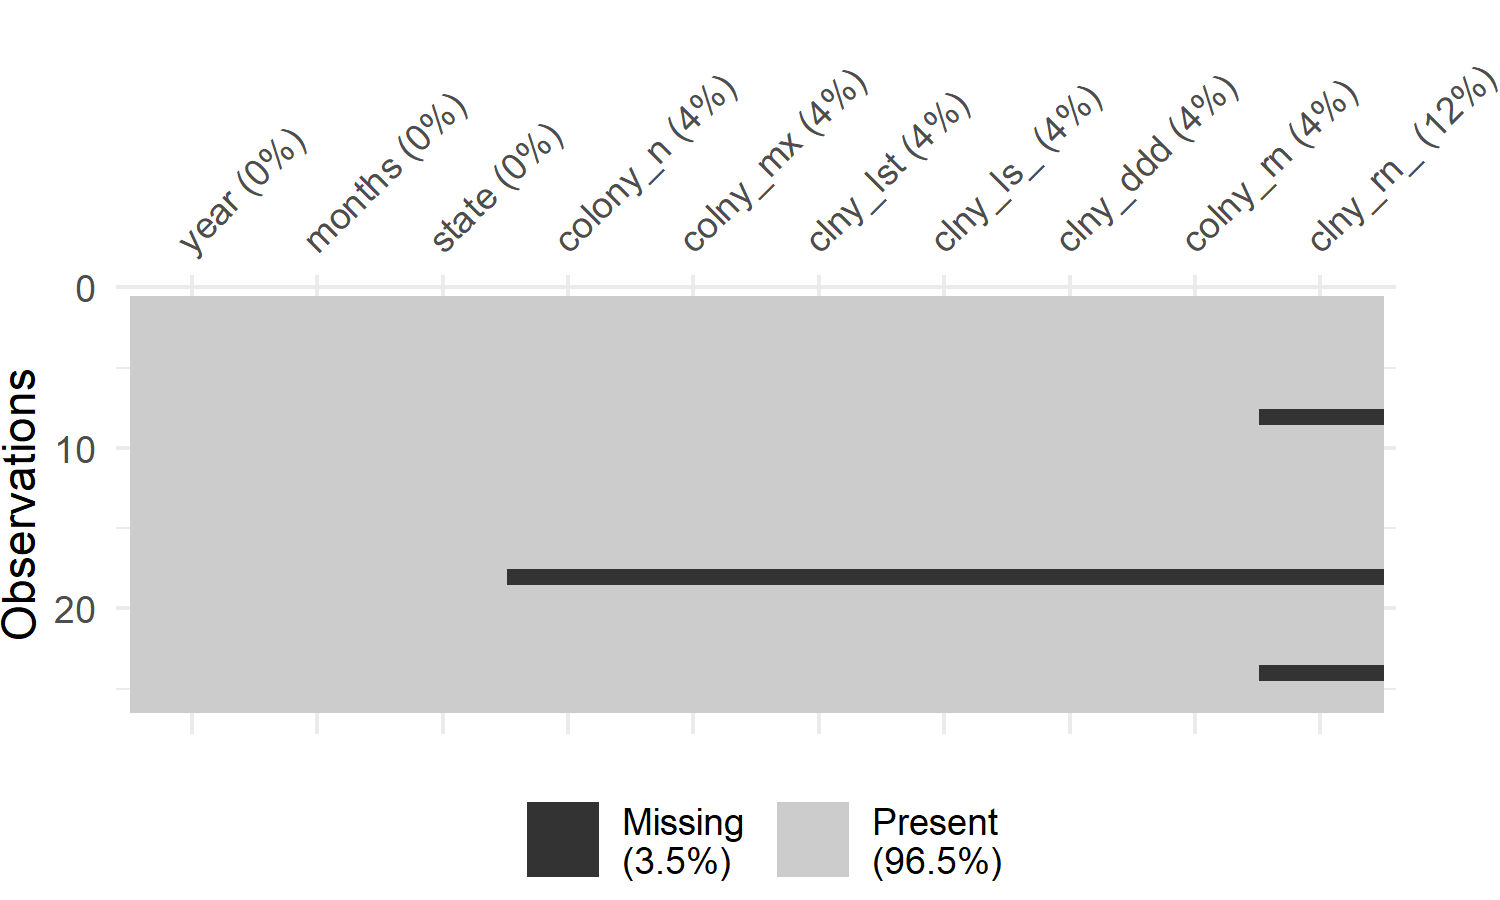 year (0%)
months (0%)
state (0%)
colony_n (4%)
colny_mx (4%)
clny_lst (4%)
clny_ls_ (4%)
clny_ddd (4%)
colny_rn (4%)
clny_rn_ (12%)
Observations
0
10
20
Missing
(3.5%)
Present
(96.5%)